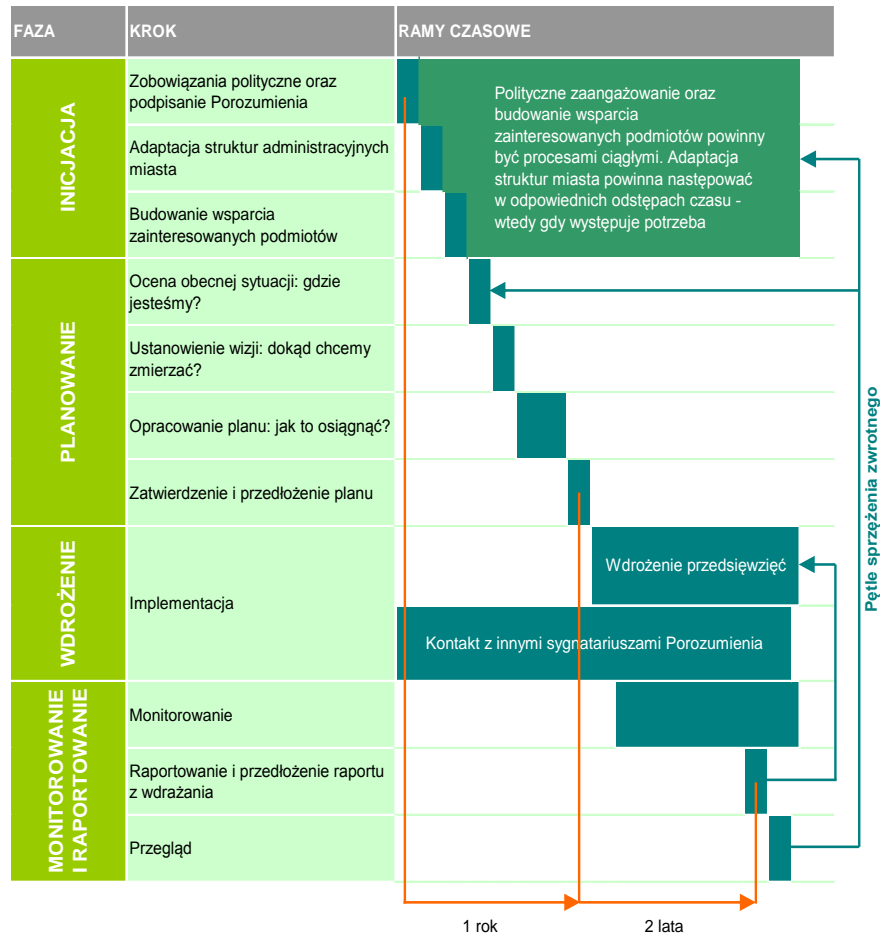 FAZA
KROK
RAMY CZASOWE
INICJACJA
Zobowiązania polityczne oraz
podpisanie Porozumienia
Adaptacja struktur administracyjnych
miasta
Budowanie wsparcia
zainteresowanych podmiotów
Polityczne zaangażowanie oraz
budowanie wsparcia
zainteresowanych podmiotów powinny
być procesami ciągłymi. Adaptacja
struktur miasta powinna następować
w odpowiednich odstępach czasu -
wtedy gdy występuje potrzeba
PLANOWANIE
Ocena obecnej sytuacji: gdzie
jesteśmy?
Ustanowienie wizji: dokąd chcemy
zmierzać?
Opracowanie planu: jak to osiągnąć?
Zatwierdzenie i przedłożenie planu
WDROŻENIE
Implementacja
Wdrożenie przedsięwzięć
Kontakt z innymi sygnatariuszami Porozumienia
MONITOROWANIE
I RAPORTOWANIE
Monitorowanie
Raportowanie i przedłożenie raportu
z wdrażania
Przegląd
Pętle sprzężenia zwrotnego
1 rok
2 lata